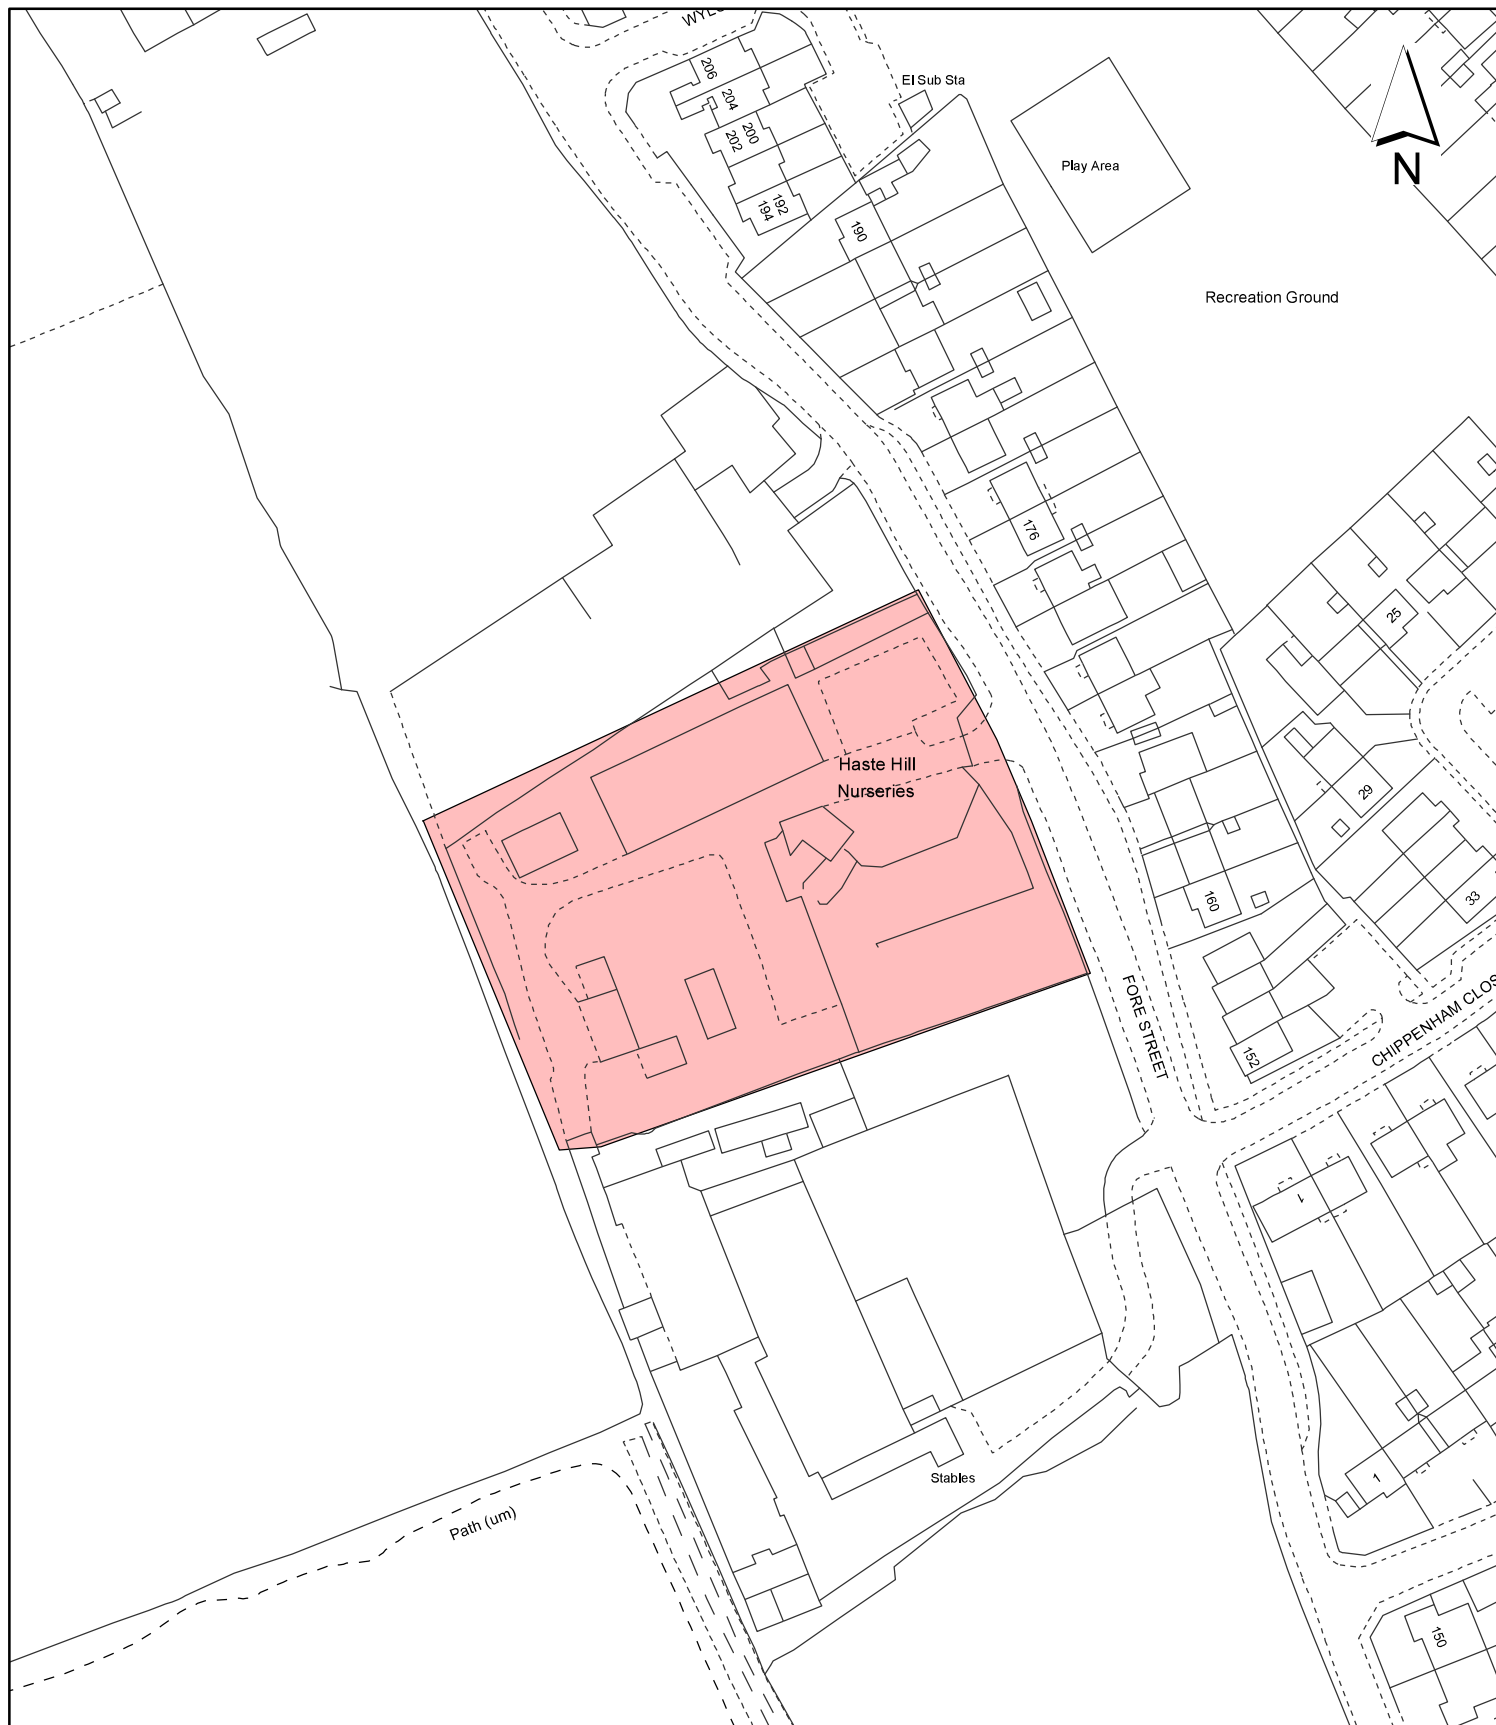 El Sub Sta
206
204
200
202
192
194
190
Play Area
N
Recreation Ground
176
25
Haste Hill
Nurseries
29
160
33
FORE STREET
152
CHIPPENHAM CLOS
1
Stables
1
Path (um)
150